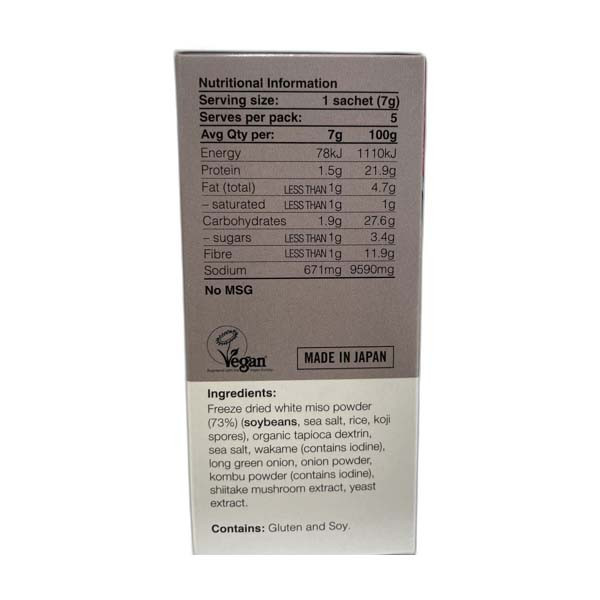 Nutritional Information
Serving size: 1 sachet (7g)
Serves per pack: 5
Avg Qty per: 7g 100g
Energy 78kJ 1110kJ
Protein 1.5g 21.9g
Fat (total) LESS THAN 1g 4.7g
– saturated LESS THAN 1g 1g
Carbohydrates 1.9g 27.6g
– sugars LESS THAN 1g 3.4g
Fibre LESS THAN 1g 11.9g
Sodium 671mg 9590mg
No MSG
Vegan
MADE IN JAPAN
Ingredients:
Freeze dried white miso powder
(73%) (soybeans, sea salt, rice, koji
spores), organic tapioca dextrin,
sea salt, wakame (contains iodine),
long green onion, onion powder,
kombu powder (contains iodine),
shiitake mushroom extract, yeast
extract.
Contains: Gluten and Soy.